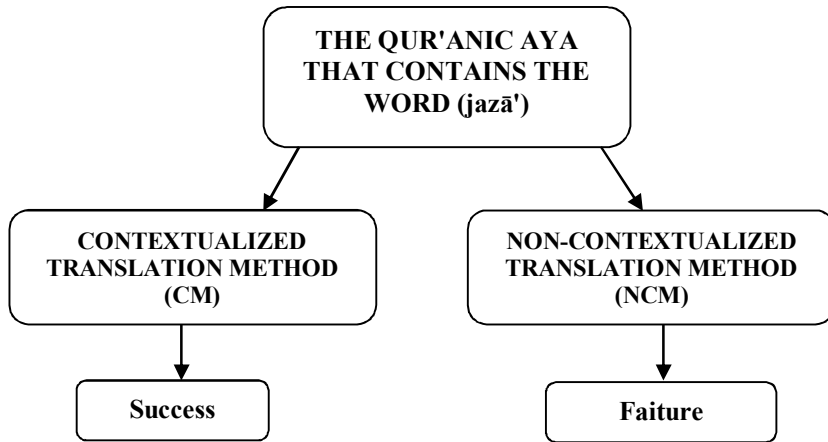 THE QUR'ANIC AYA
THAT CONTAINS THE
WORD (jazā')
CONTEXTUALIZED
TRANSLATION METHOD
(CM)
NON-CONTEXTUALIZED
TRANSLATION METHOD
(NCM)
Success
Faiture